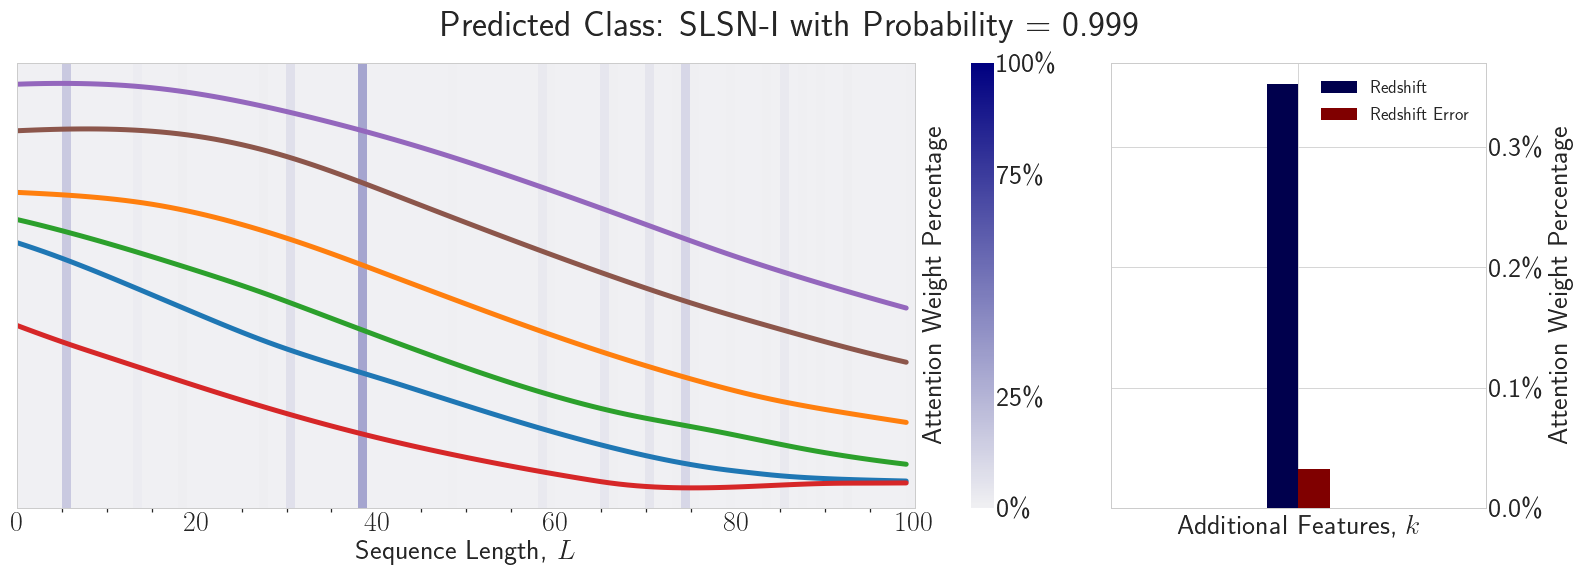 Predicted Class: SLSN-I with Probability = 0.999
0
20
40
60
80
100
Sequence Length, L
100%
75%
25%
0%
Attention Weight Percentage
Redshift
Redshift Error
0.3%
0.2%
0.1%
0.0%
Attention Weight Percentage
Additional Features, k